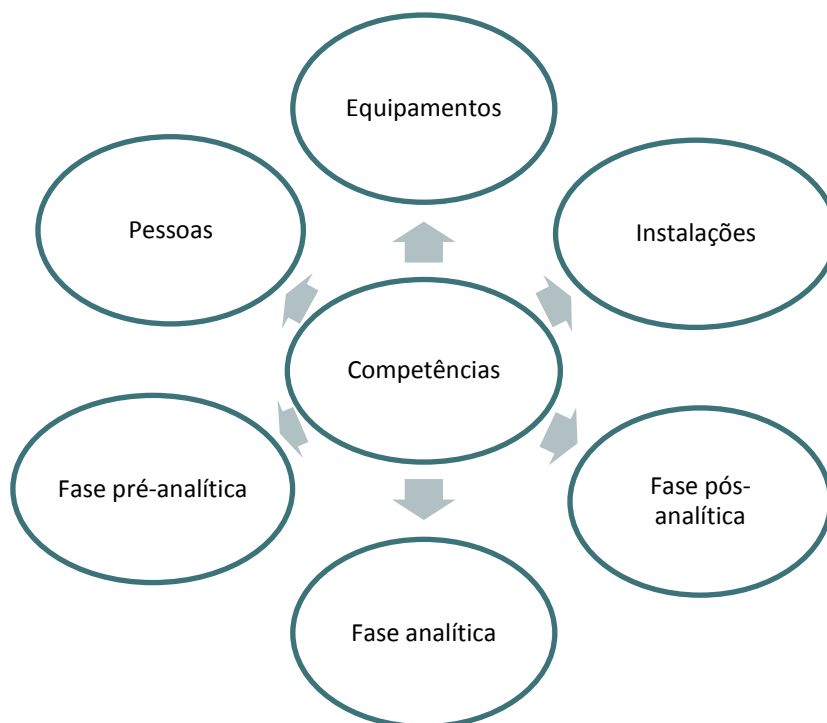 Equipamentos
Pessoas
Instalações
Competências
Fase pré-analítica
Fase pós-
analítica
Fase analítica